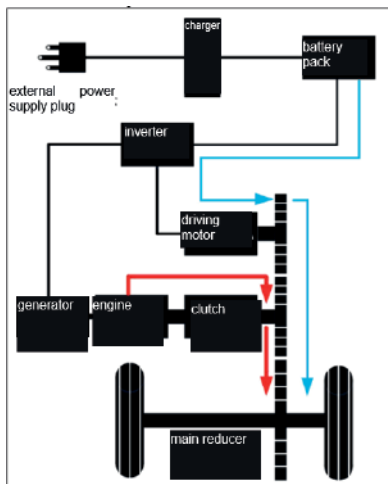 charger
battery
pack
external power
supply plug ;
inverter
driving
motor
generator
engine
clutch
main reducer